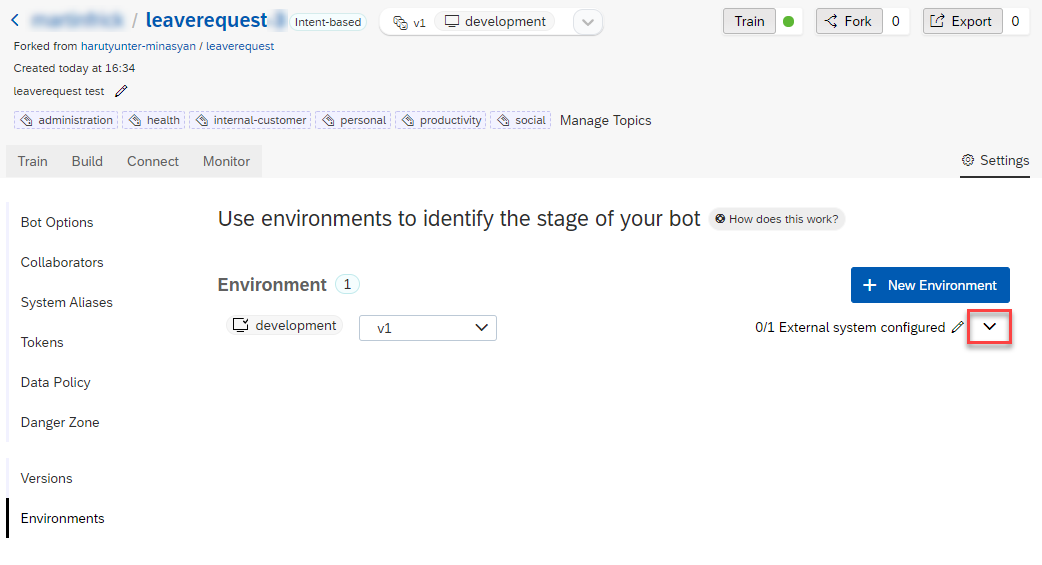 / leaverequest Intent-based v1 development Train Fork 0 Export 0
Forked from harutyunter-minasyan / leaverequest
Created today at 16:34
leaverequest test
administration health internal-customer personal productivity social Manage Topics
Train Build Connect Monitor Settings
Bot Options
Collaborators
System Aliases
Tokens
Data Policy
Danger Zone
Versions
Environments
Use environments to identify the stage of your bot How does this work?
Environment 1 + New Environment
development v1 0/1 External system configured